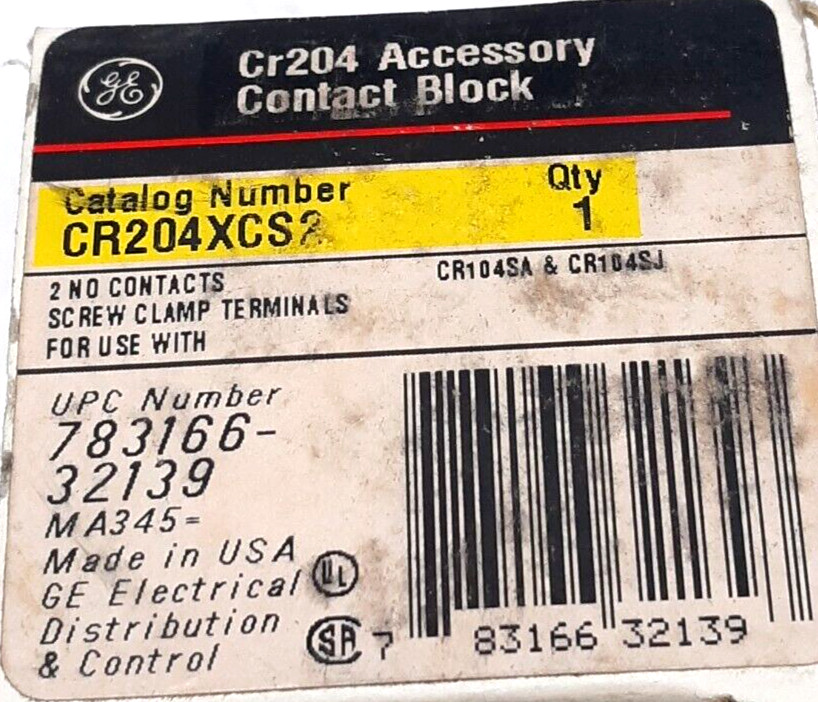 GE
Cr204 Accessory
Contact Block
Catalog Number
CR204XCS2
Qty
1
2 NO CONTACTS
SCREW CLAMP TERMINALS
FOR USE WITH
CR104SA & CR104SJ
UPC Number
783166-
32139
MA345=
Made in USA
GE Electrical
Distribution
& Control
UL
SA
7 83166 32139